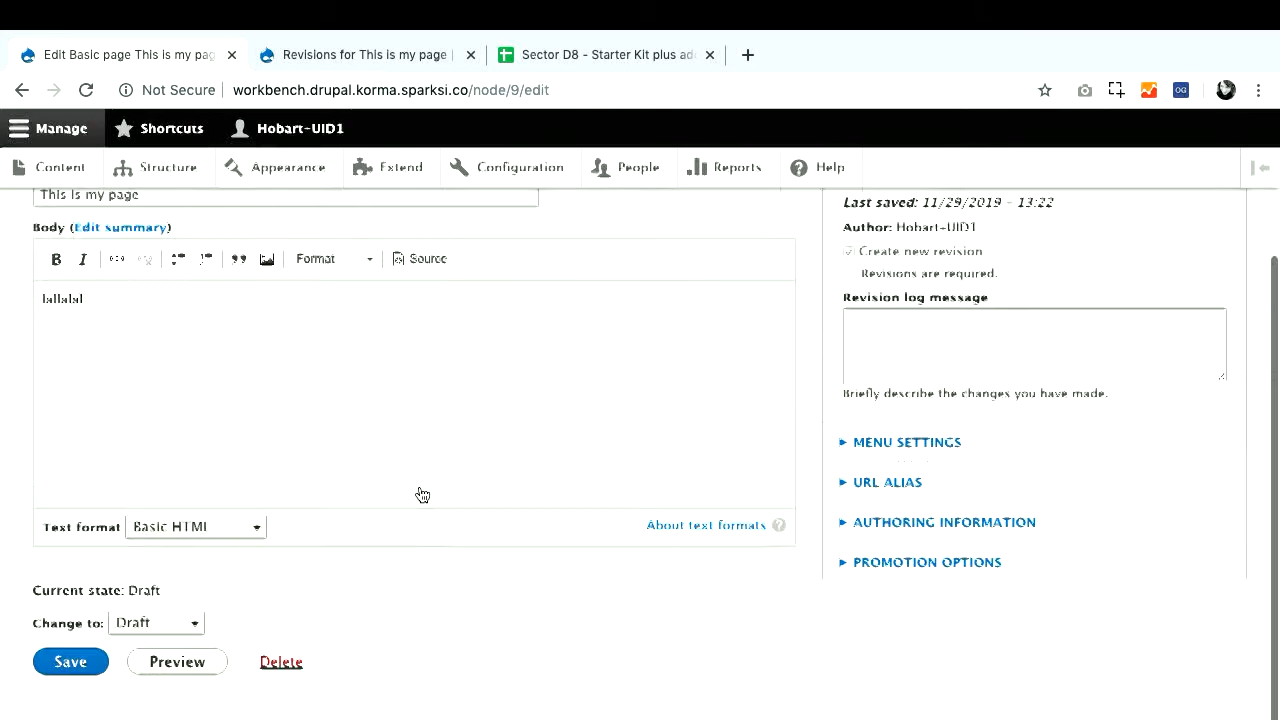 Edit Basic page This is my pag
Revisions for This is my page |
Sector D8 - Starter Kit plus ad
Not Secure
workbench.drupal.korma.sparksi.co/node/9/edit
Manage
Shortcuts
Hobart-UID1
Content
Structure
Appearance
Extend
Configuration
People
Reports
Help
This is my page
Last saved: 11/29/2019 - 13:22
Author: Hobart-UID1
Create new revision
Revisions are required.
Revision log message
Briefly describe the changes you have made.
Body (Edit summary)
B I Format Source
lallalal
Text format Basic HTML
About text formats ?
MENU SETTINGS
URL ALIAS
AUTHORING INFORMATION
PROMOTION OPTIONS
Current state: Draft
Change to: Draft
Save
Preview
Delete